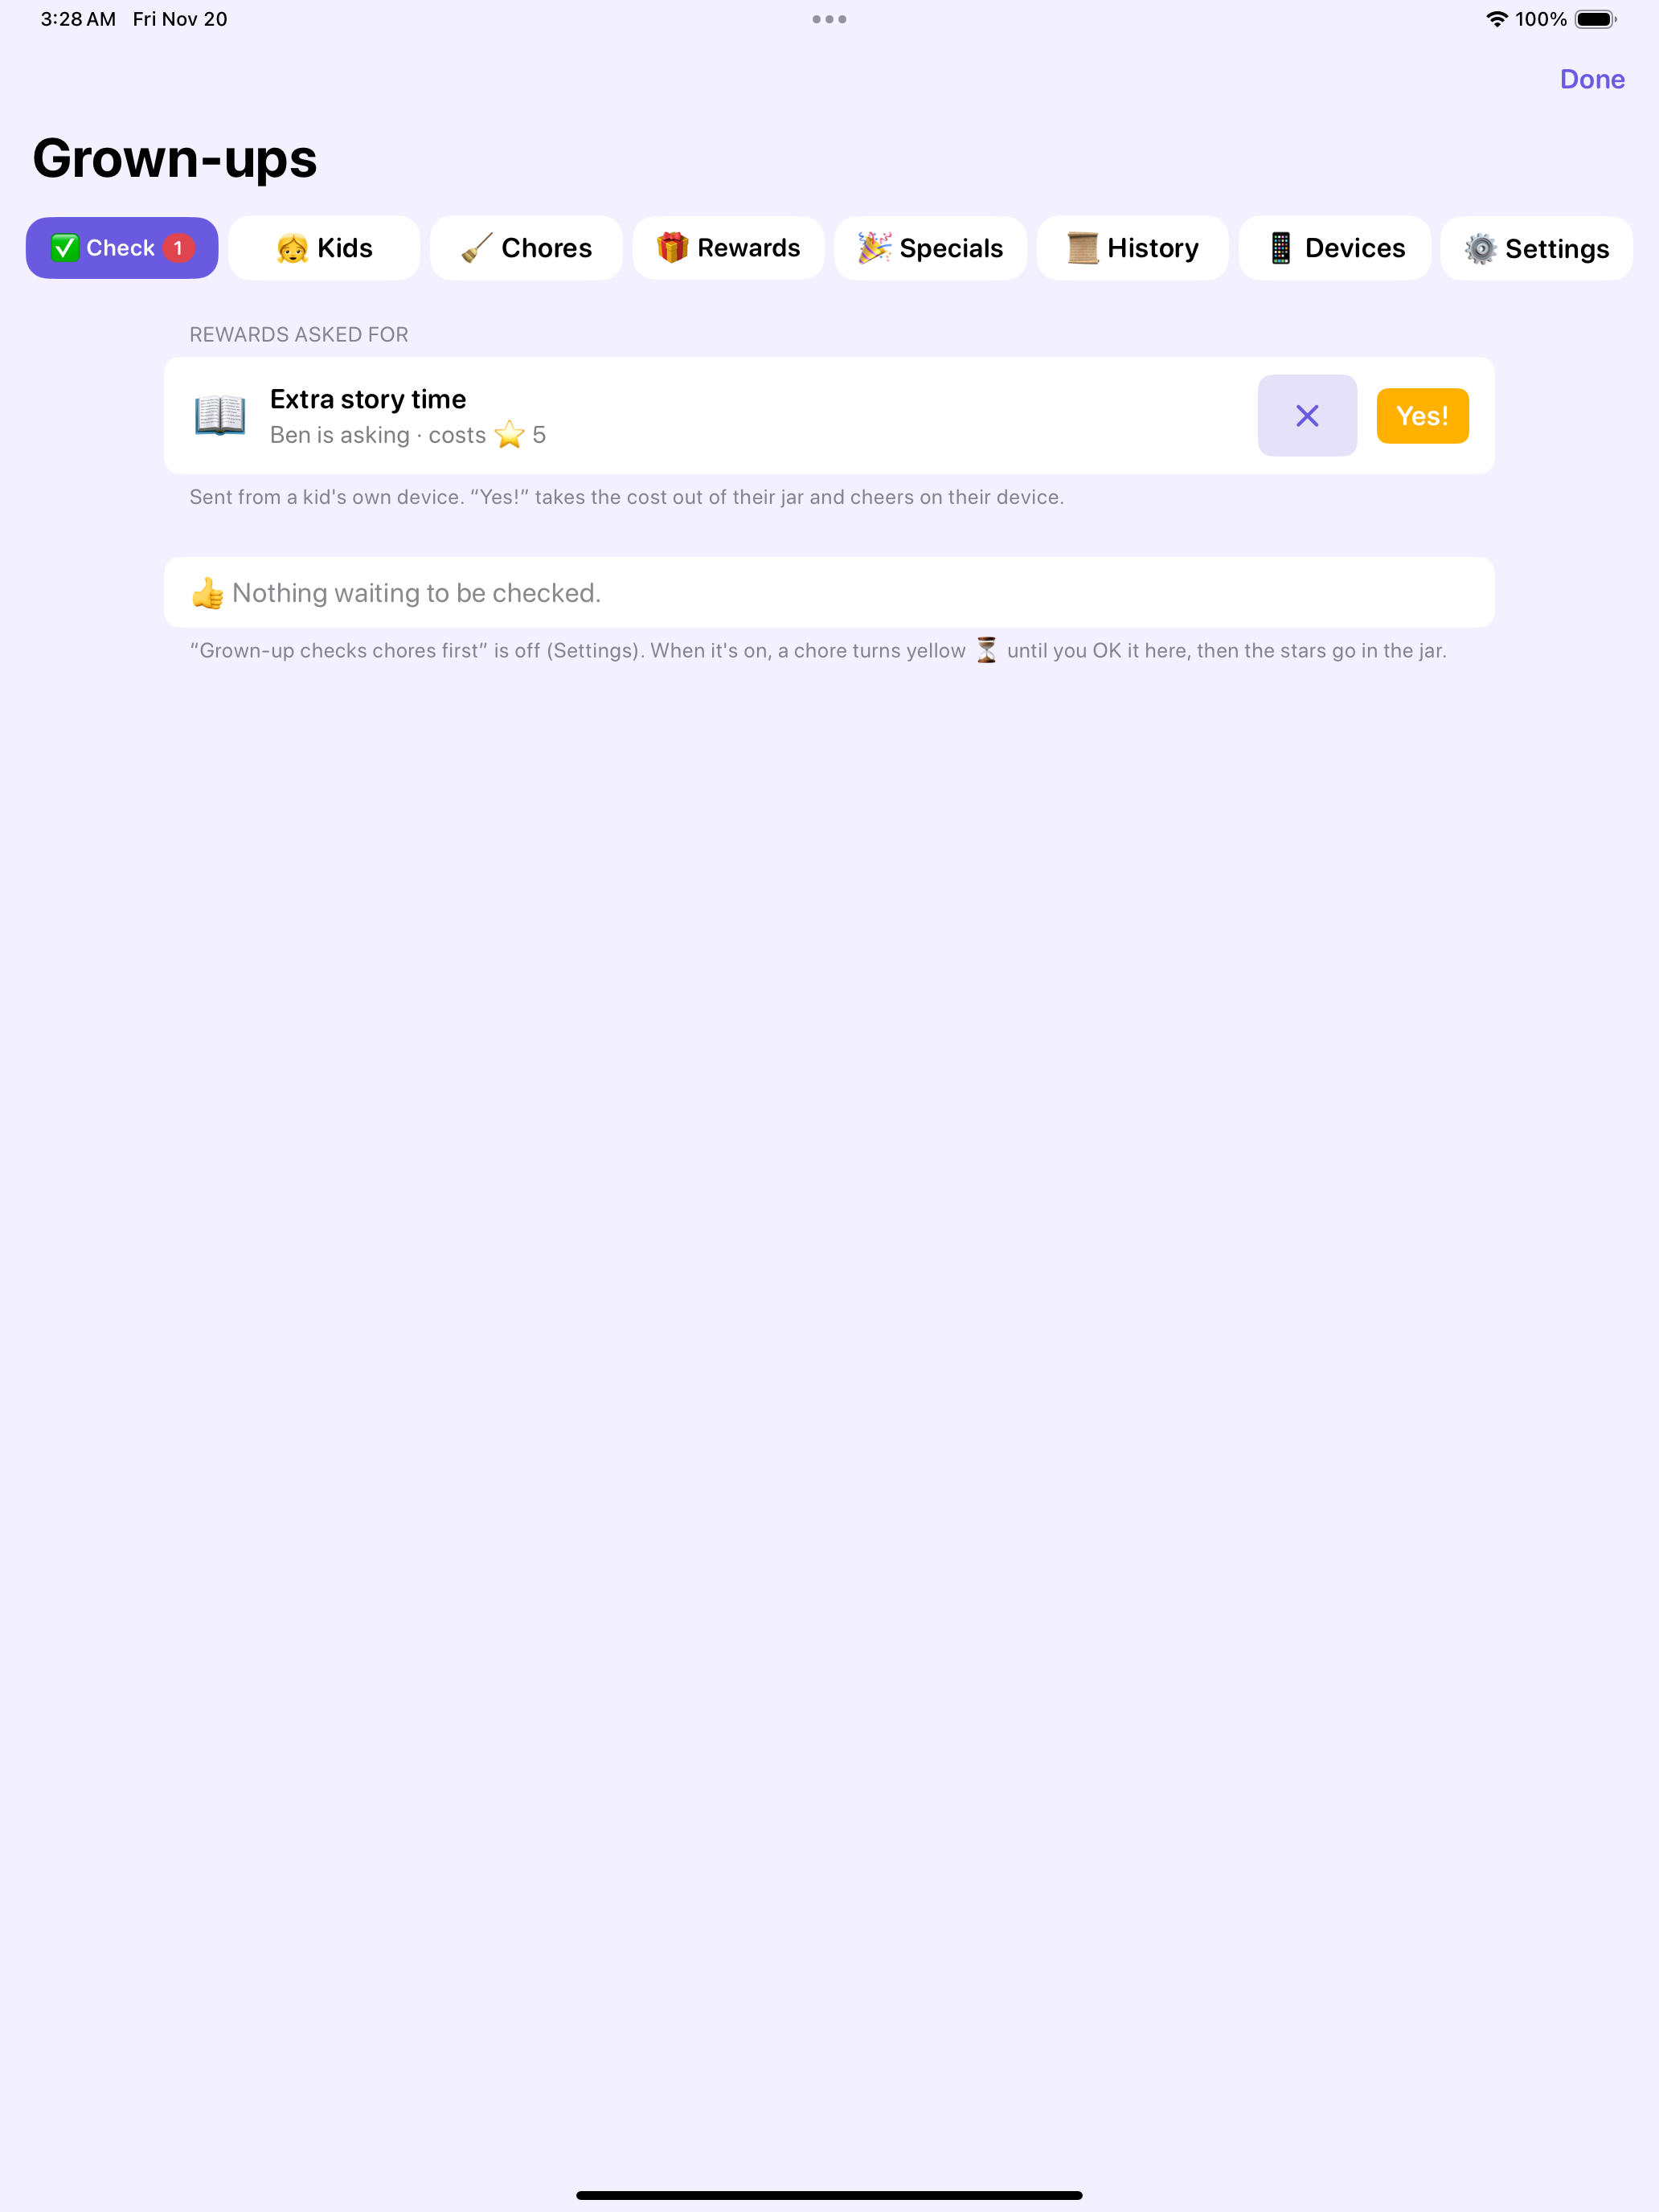 3:28 AM Fri Nov 20
100%
Done
Grown-ups
✅ Check 1
👧 Kids
🧹 Chores
🎁 Rewards
🎉 Specials
📜 History
📱 Devices
⚙️ Settings
REWARDS ASKED FOR
Extra story time
Ben is asking · costs ⭐ 5
Yes!
Sent from a kid's own device. “Yes!” takes the cost out of their jar and cheers on their device.
👍 Nothing waiting to be checked.
“Grown-up checks chores first” is off (Settings). When it's on, a chore turns yellow ⏳ until you OK it here, then the stars go in the jar.